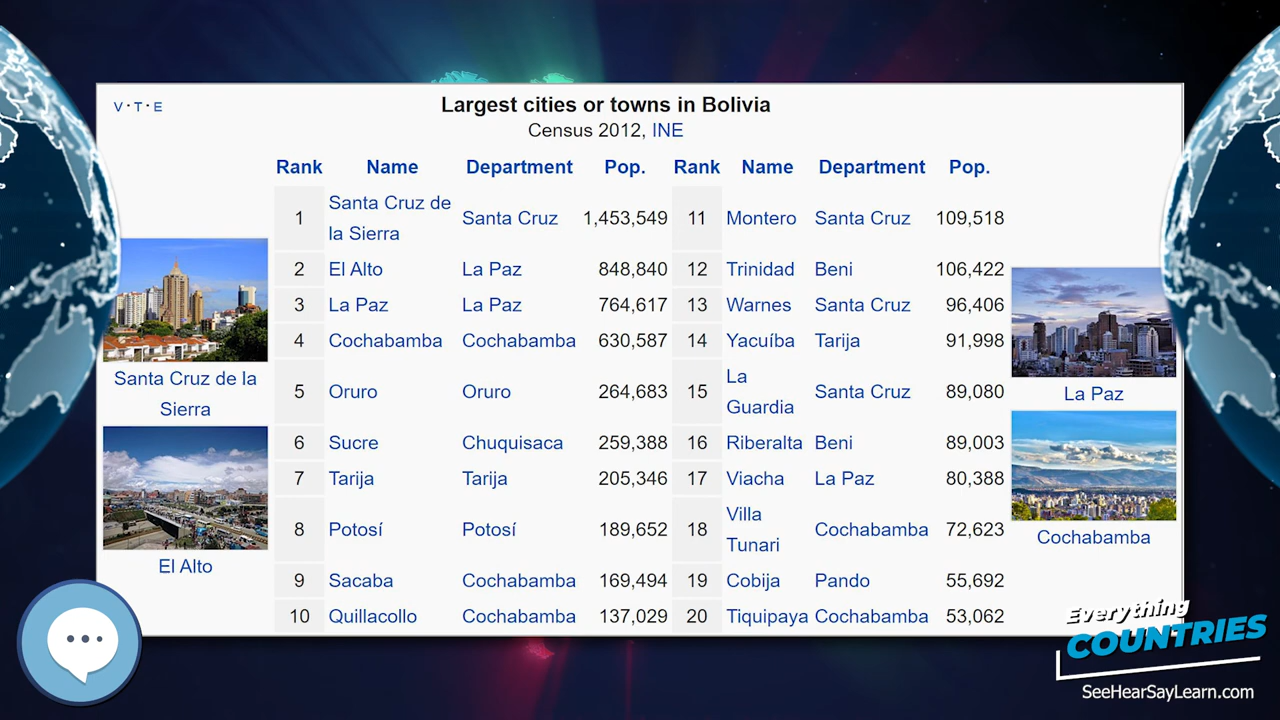 V · T · E
Largest cities or towns in Bolivia
Census 2012, INE
Rank Name Department Pop. Rank Name Department Pop.
1 Santa Cruz de la Sierra Santa Cruz 1,453,549 11 Montero Santa Cruz 109,518
2 El Alto La Paz 848,840 12 Trinidad Beni 106,422
3 La Paz La Paz 764,617 13 Warnes Santa Cruz 96,406
4 Cochabamba Cochabamba 630,587 14 Yacuíba Tarija 91,998
5 Oruro Oruro 264,683 15 La Guardia Santa Cruz 89,080
6 Sucre Chuquisaca 259,388 16 Riberalta Beni 89,003
7 Tarija Tarija 205,346 17 Viacha La Paz 80,388
8 Potosí Potosí 189,652 18 Villa Tunari Cochabamba 72,623
9 Sacaba Cochabamba 169,494 19 Cobija Pando 55,692
10 Quillacollo Cochabamba 137,029 20 Tiquipaya Cochabamba 53,062
Santa Cruz de la
Sierra
El Alto
La Paz
Cochabamba
Everything
COUNTRIES
SeeHearSayLearn.com